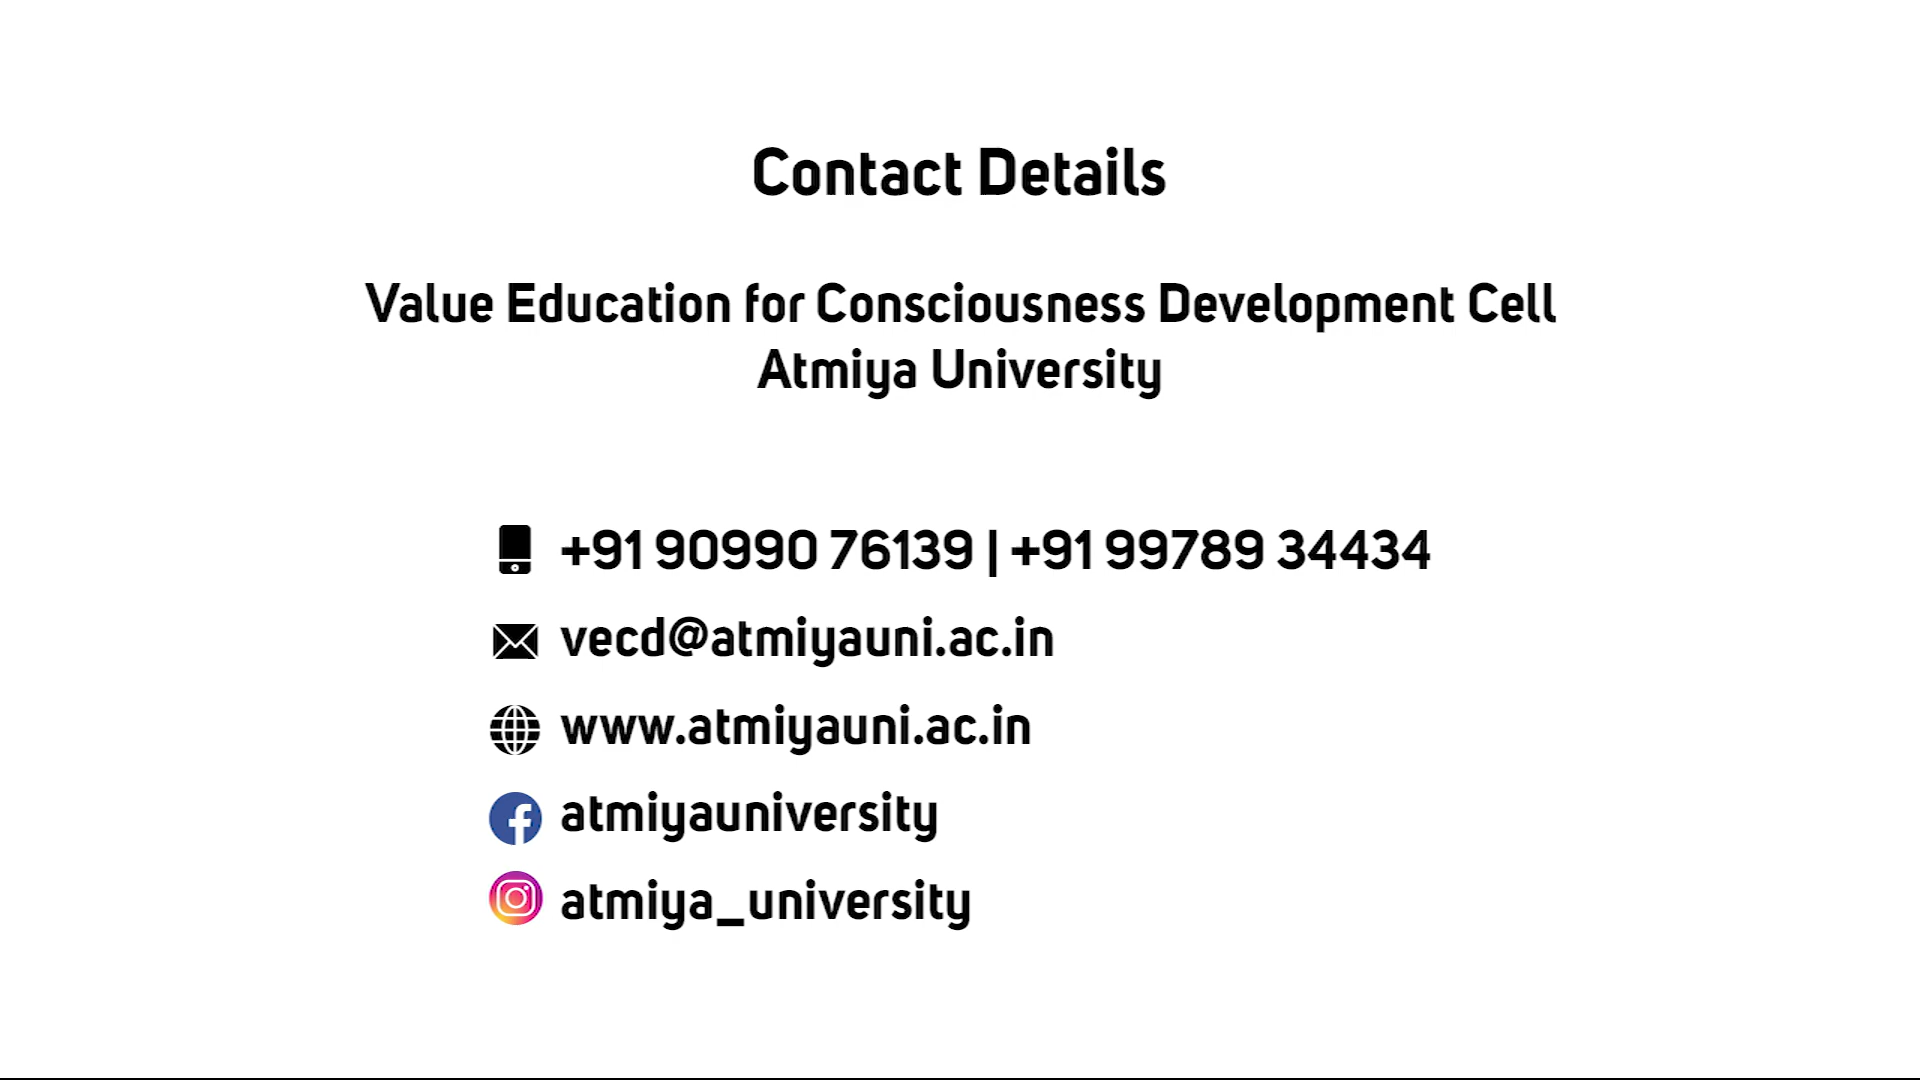 Contact Details
Value Education for Consciousness Development Cell
Atmiya University
+91 90990 76139 | +91 99789 34434
vecd@atmiyauni.ac.in
www.atmiyauni.ac.in
atmiyauniversity
atmiya_university